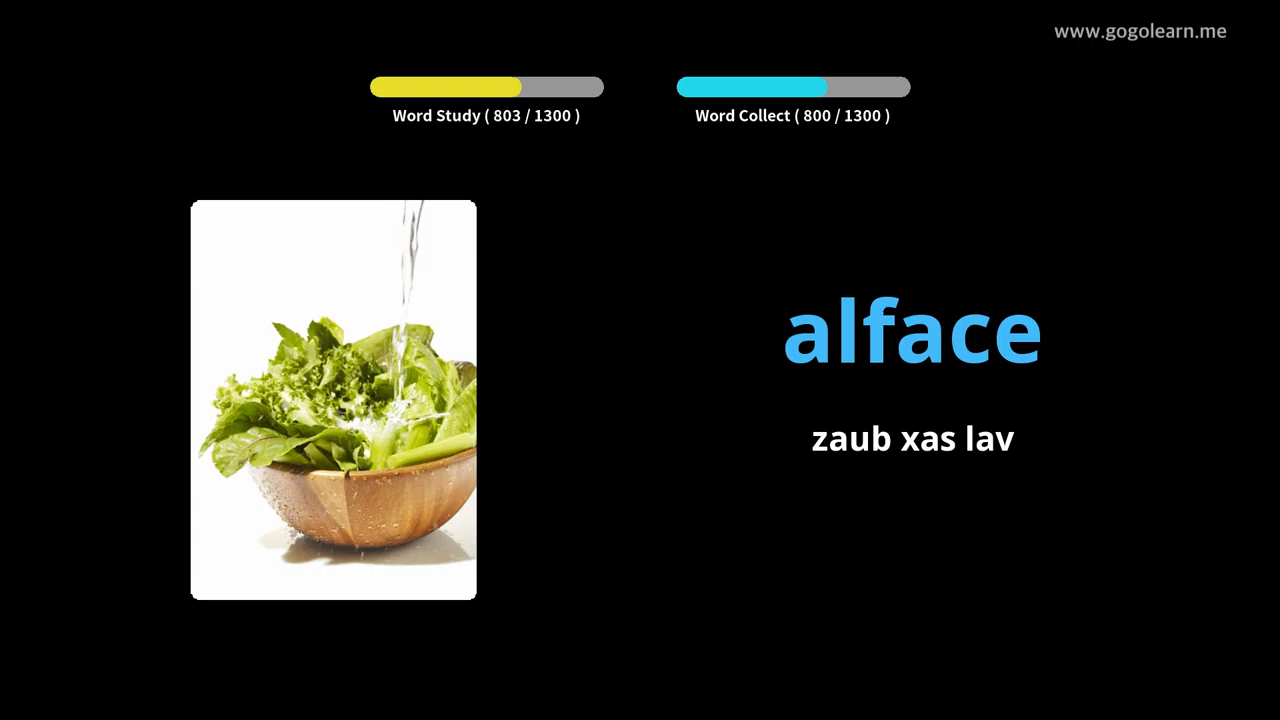 www.gogolearn.me
Word Study ( 803 / 1300 )
Word Collect ( 800 / 1300 )
alface
zaub xas lav